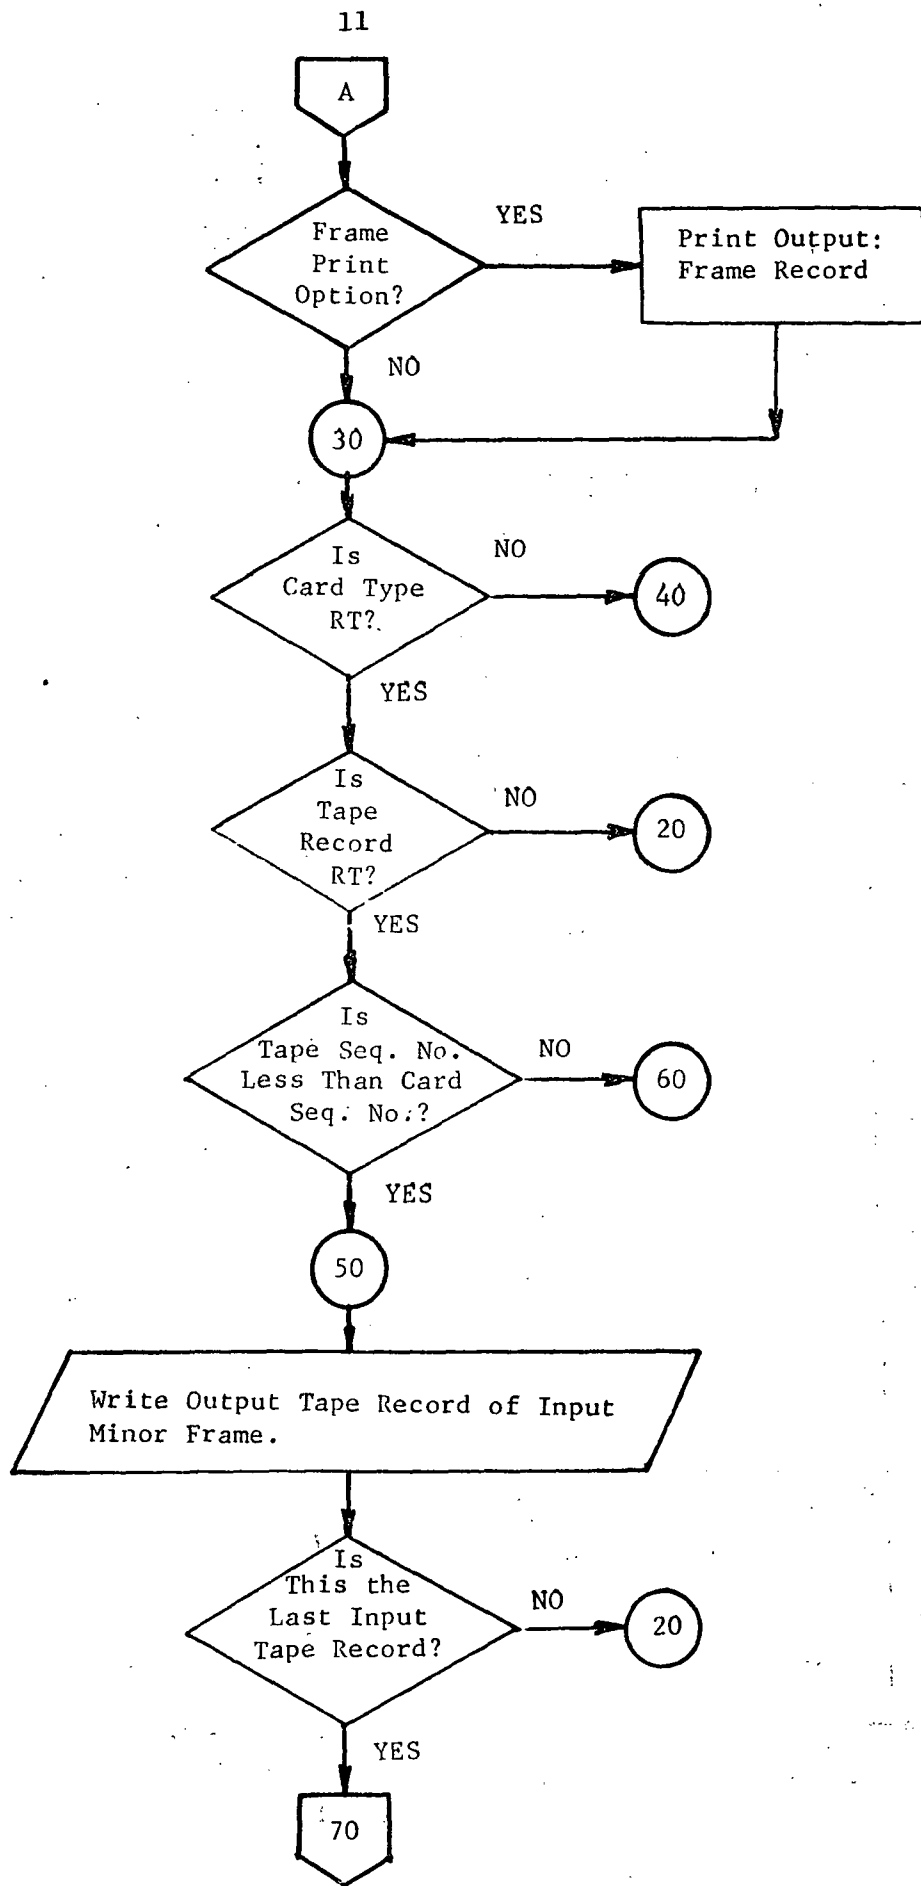 11
A
Frame
Print
Option?
YES
Print Output:
Frame Record
NO
30
Is
Card Type
RT?
NO
40
YES
Is
Tape
Record
RT?
NO
20
YES
Is
Tape Seq. No.
Less Than Card
Seq. No.?
NO
60
YES
50
Write Output Tape Record of Input
Minor Frame.
Is
This the
Last Input
Tape Record?
NO
20
YES
70